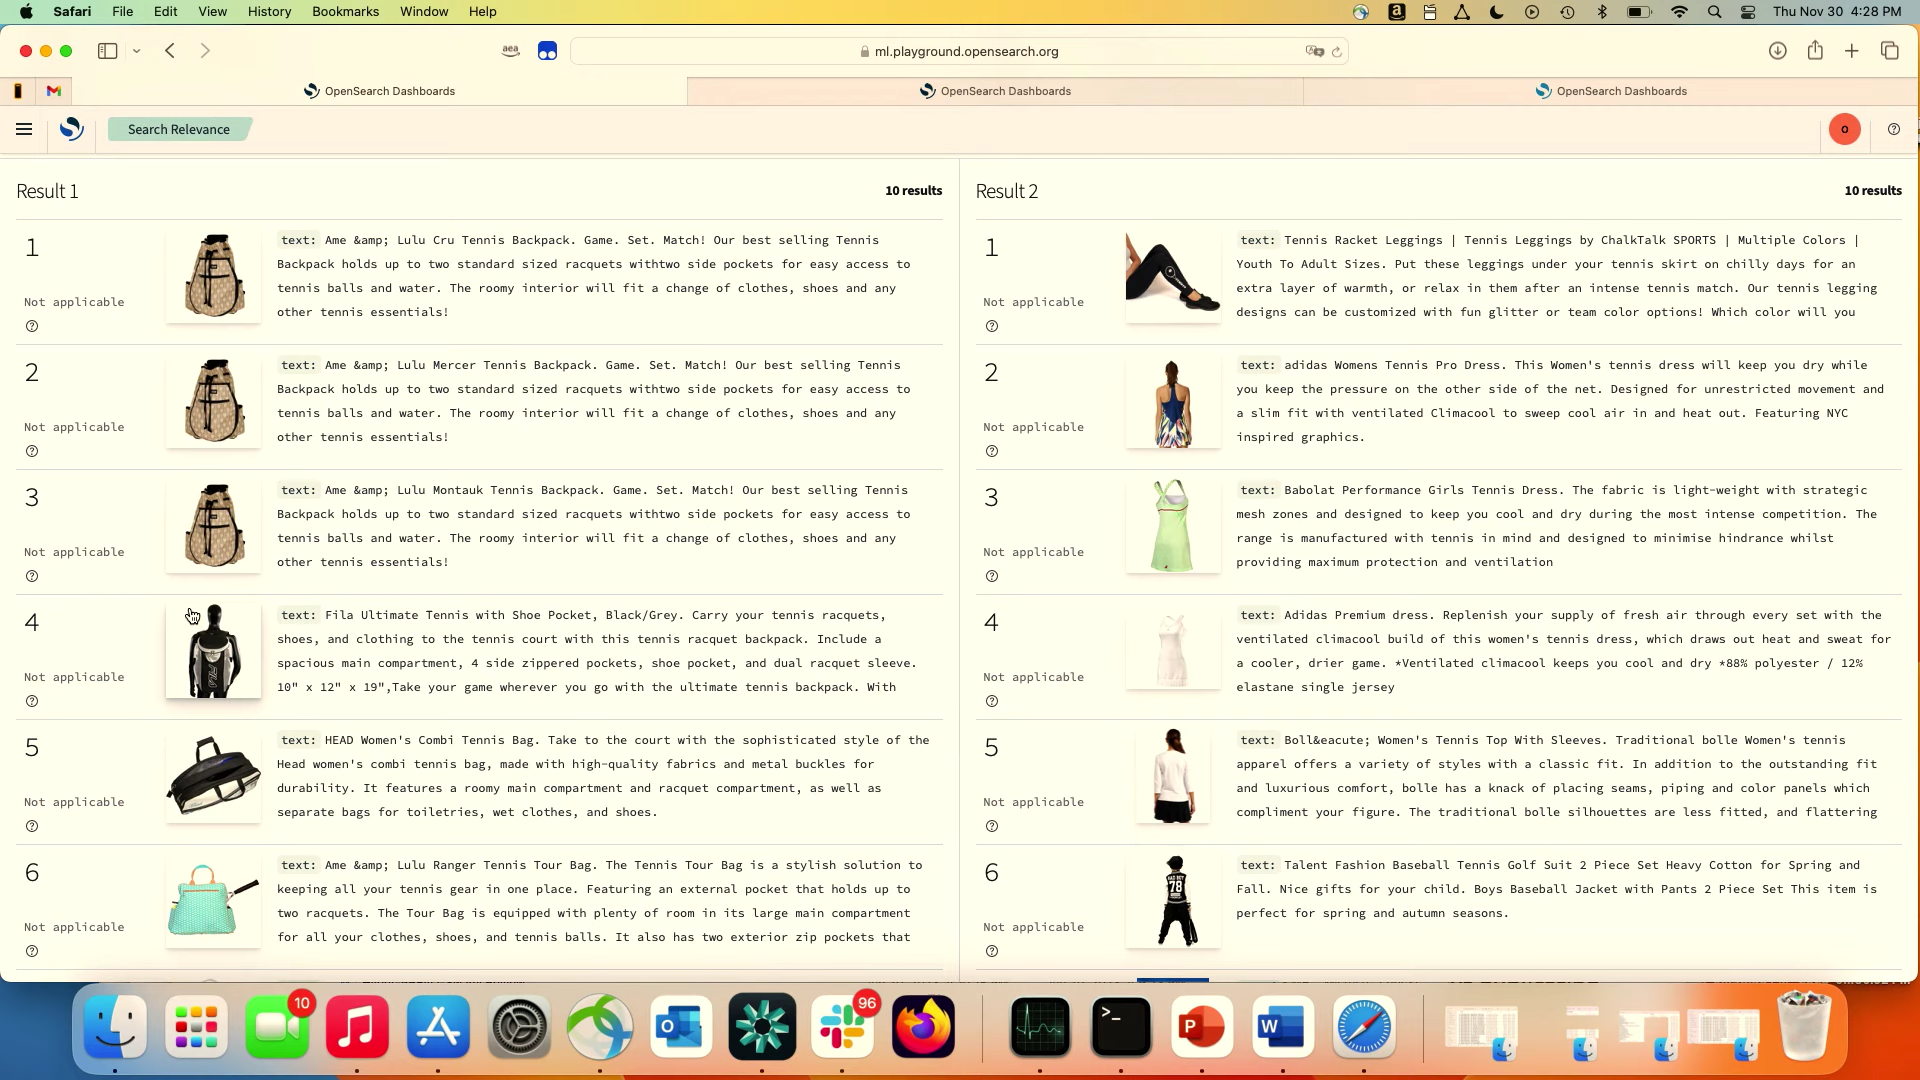 Safari File Edit View History Bookmarks Window Help Thu Nov 30 4:28 PM
aea ml.playground.opensearch.org
OpenSearch Dashboards OpenSearch Dashboards OpenSearch Dashboards
Search Relevance o
Result 1 10 results
1
Not applicable
text: Ame &amp; Lulu Cru Tennis Backpack. Game. Set. Match! Our best selling Tennis
Backpack holds up to two standard sized racquets withtwo side pockets for easy access to
tennis balls and water. The roomy interior will fit a change of clothes, shoes and any
other tennis essentials!
2
Not applicable
text: Ame &amp; Lulu Mercer Tennis Backpack. Game. Set. Match! Our best selling Tennis
Backpack holds up to two standard sized racquets withtwo side pockets for easy access to
tennis balls and water. The roomy interior will fit a change of clothes, shoes and any
other tennis essentials!
3
Not applicable
text: Ame &amp; Lulu Montauk Tennis Backpack. Game. Set. Match! Our best selling Tennis
Backpack holds up to two standard sized racquets withtwo side pockets for easy access to
tennis balls and water. The roomy interior will fit a change of clothes, shoes and any
other tennis essentials!
4
Not applicable
text: Fila Ultimate Tennis with Shoe Pocket, Black/Grey. Carry your tennis racquets,
shoes, and clothing to the tennis court with this tennis racquet backpack. Include a
spacious main compartment, 4 side zippered pockets, shoe pocket, and dual racquet sleeve.
10" x 12" x 19",Take your game wherever you go with the ultimate tennis backpack. With
5
Not applicable
text: HEAD Women's Combi Tennis Bag. Take to the court with the sophisticated style of the
Head women's combi tennis bag, made with high-quality fabrics and metal buckles for
durability. It features a roomy main compartment and racquet compartment, as well as
separate bags for toiletries, wet clothes, and shoes.
6
Not applicable
text: Ame &amp; Lulu Ranger Tennis Tour Bag. The Tennis Tour Bag is a stylish solution to
keeping all your tennis gear in one place. Featuring an external pocket that holds up to
two racquets. The Tour Bag is equipped with plenty of room in its large main compartment
for all your clothes, shoes, and tennis balls. It also has two exterior zip pockets that
Result 2 10 results
1
Not applicable
text: Tennis Racket Leggings | Tennis Leggings by ChalkTalk SPORTS | Multiple Colors |
Youth To Adult Sizes. Put these leggings under your tennis skirt on chilly days for an
extra layer of warmth, or relax in them after an intense tennis match. Our tennis legging
designs can be customized with fun glitter or team color options! Which color will you
2
Not applicable
text: adidas Womens Tennis Pro Dress. This Women's tennis dress will keep you dry while
you keep the pressure on the other side of the net. Designed for unrestricted movement and
a slim fit with ventilated Climacool to sweep cool air in and heat out. Featuring NYC
inspired graphics.
3
Not applicable
text: Babolat Performance Girls Tennis Dress. The fabric is light-weight with strategic
mesh zones and designed to keep you cool and dry during the most intense competition. The
range is manufactured with tennis in mind and designed to minimise hindrance whilst
providing maximum protection and ventilation
4
Not applicable
text: Adidas Premium dress. Replenish your supply of fresh air through every set with the
ventilated climacool build of this women's tennis dress, which draws out heat and sweat for
a cooler, drier game. *Ventilated climacool keeps you cool and dry *88% polyester / 12%
elastane single jersey
5
Not applicable
text: Boll&eacute; Women's Tennis Top With Sleeves. Traditional bolle Women's tennis
apparel offers a variety of styles with a classic fit. In addition to the outstanding fit
and luxurious comfort, bolle has a knack of placing seams, piping and color panels which
compliment your figure. The traditional bolle silhouettes are less fitted, and flattering
6
Not applicable
text: Talent Fashion Baseball Tennis Golf Suit 2 Piece Set Heavy Cotton for Spring and
Fall. Nice gifts for your child. Boys Baseball Jacket with Pants 2 Piece Set This item is
perfect for spring and autumn seasons.
FILA
78
10 96